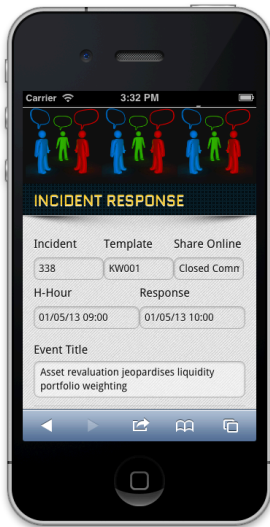 Carrier 3:32 PM
INCIDENT RESPONSE
Incident Template Share Online
338 KW001 Closed Comm
H-Hour Response
01/05/13 09:00 01/05/13 10:00
Event Title
Asset revaluation jeopardises liquidity
portfolio weighting